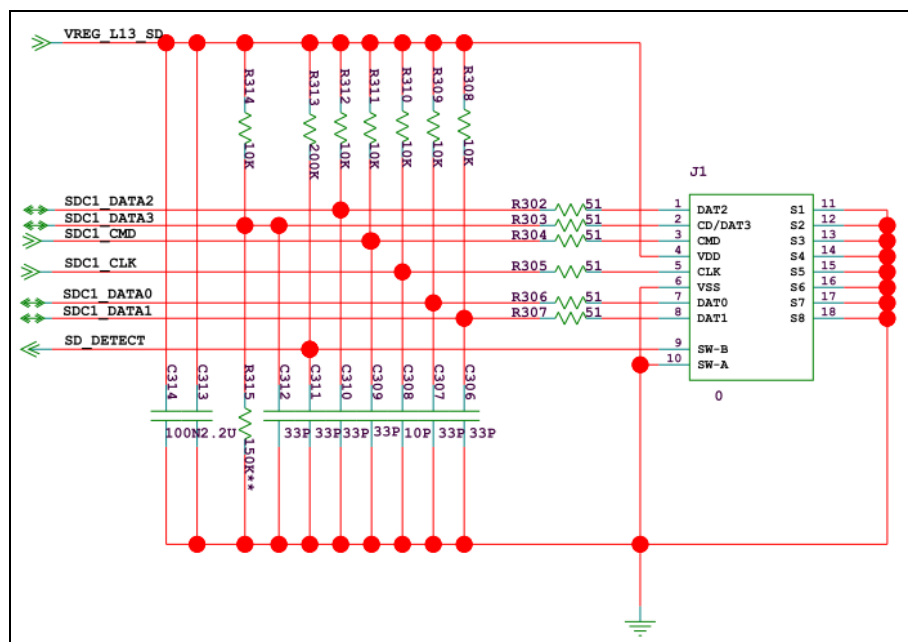 VREG_L13_SD
R314
R313
R312
R311
R310
R309
R308
10K
200K
10K
10K
10K
10K
10K
J1
SDC1_DATA2
R302
51
1
DAT2
S1
11
SDC1_DATA3
R303
51
2
CD/DAT3
S2
12
SDC1_CMD
R304
51
3
CMD
S3
13
4
VDD
S4
14
SDC1_CLK
R305
51
5
CLK
S5
15
6
VSS
S6
16
SDC1_DATA0
R306
51
7
DAT0
S7
17
SDC1_DATA1
R307
51
8
DAT1
S8
18
SD_DETECT
9
SW-B
10
SW-A
0
C314
C313
R315
C312
C311
C310
C309
C308
C307
C306
100N
2.2U
150K**
33P
33P
33P
33P
10P
33P
33P